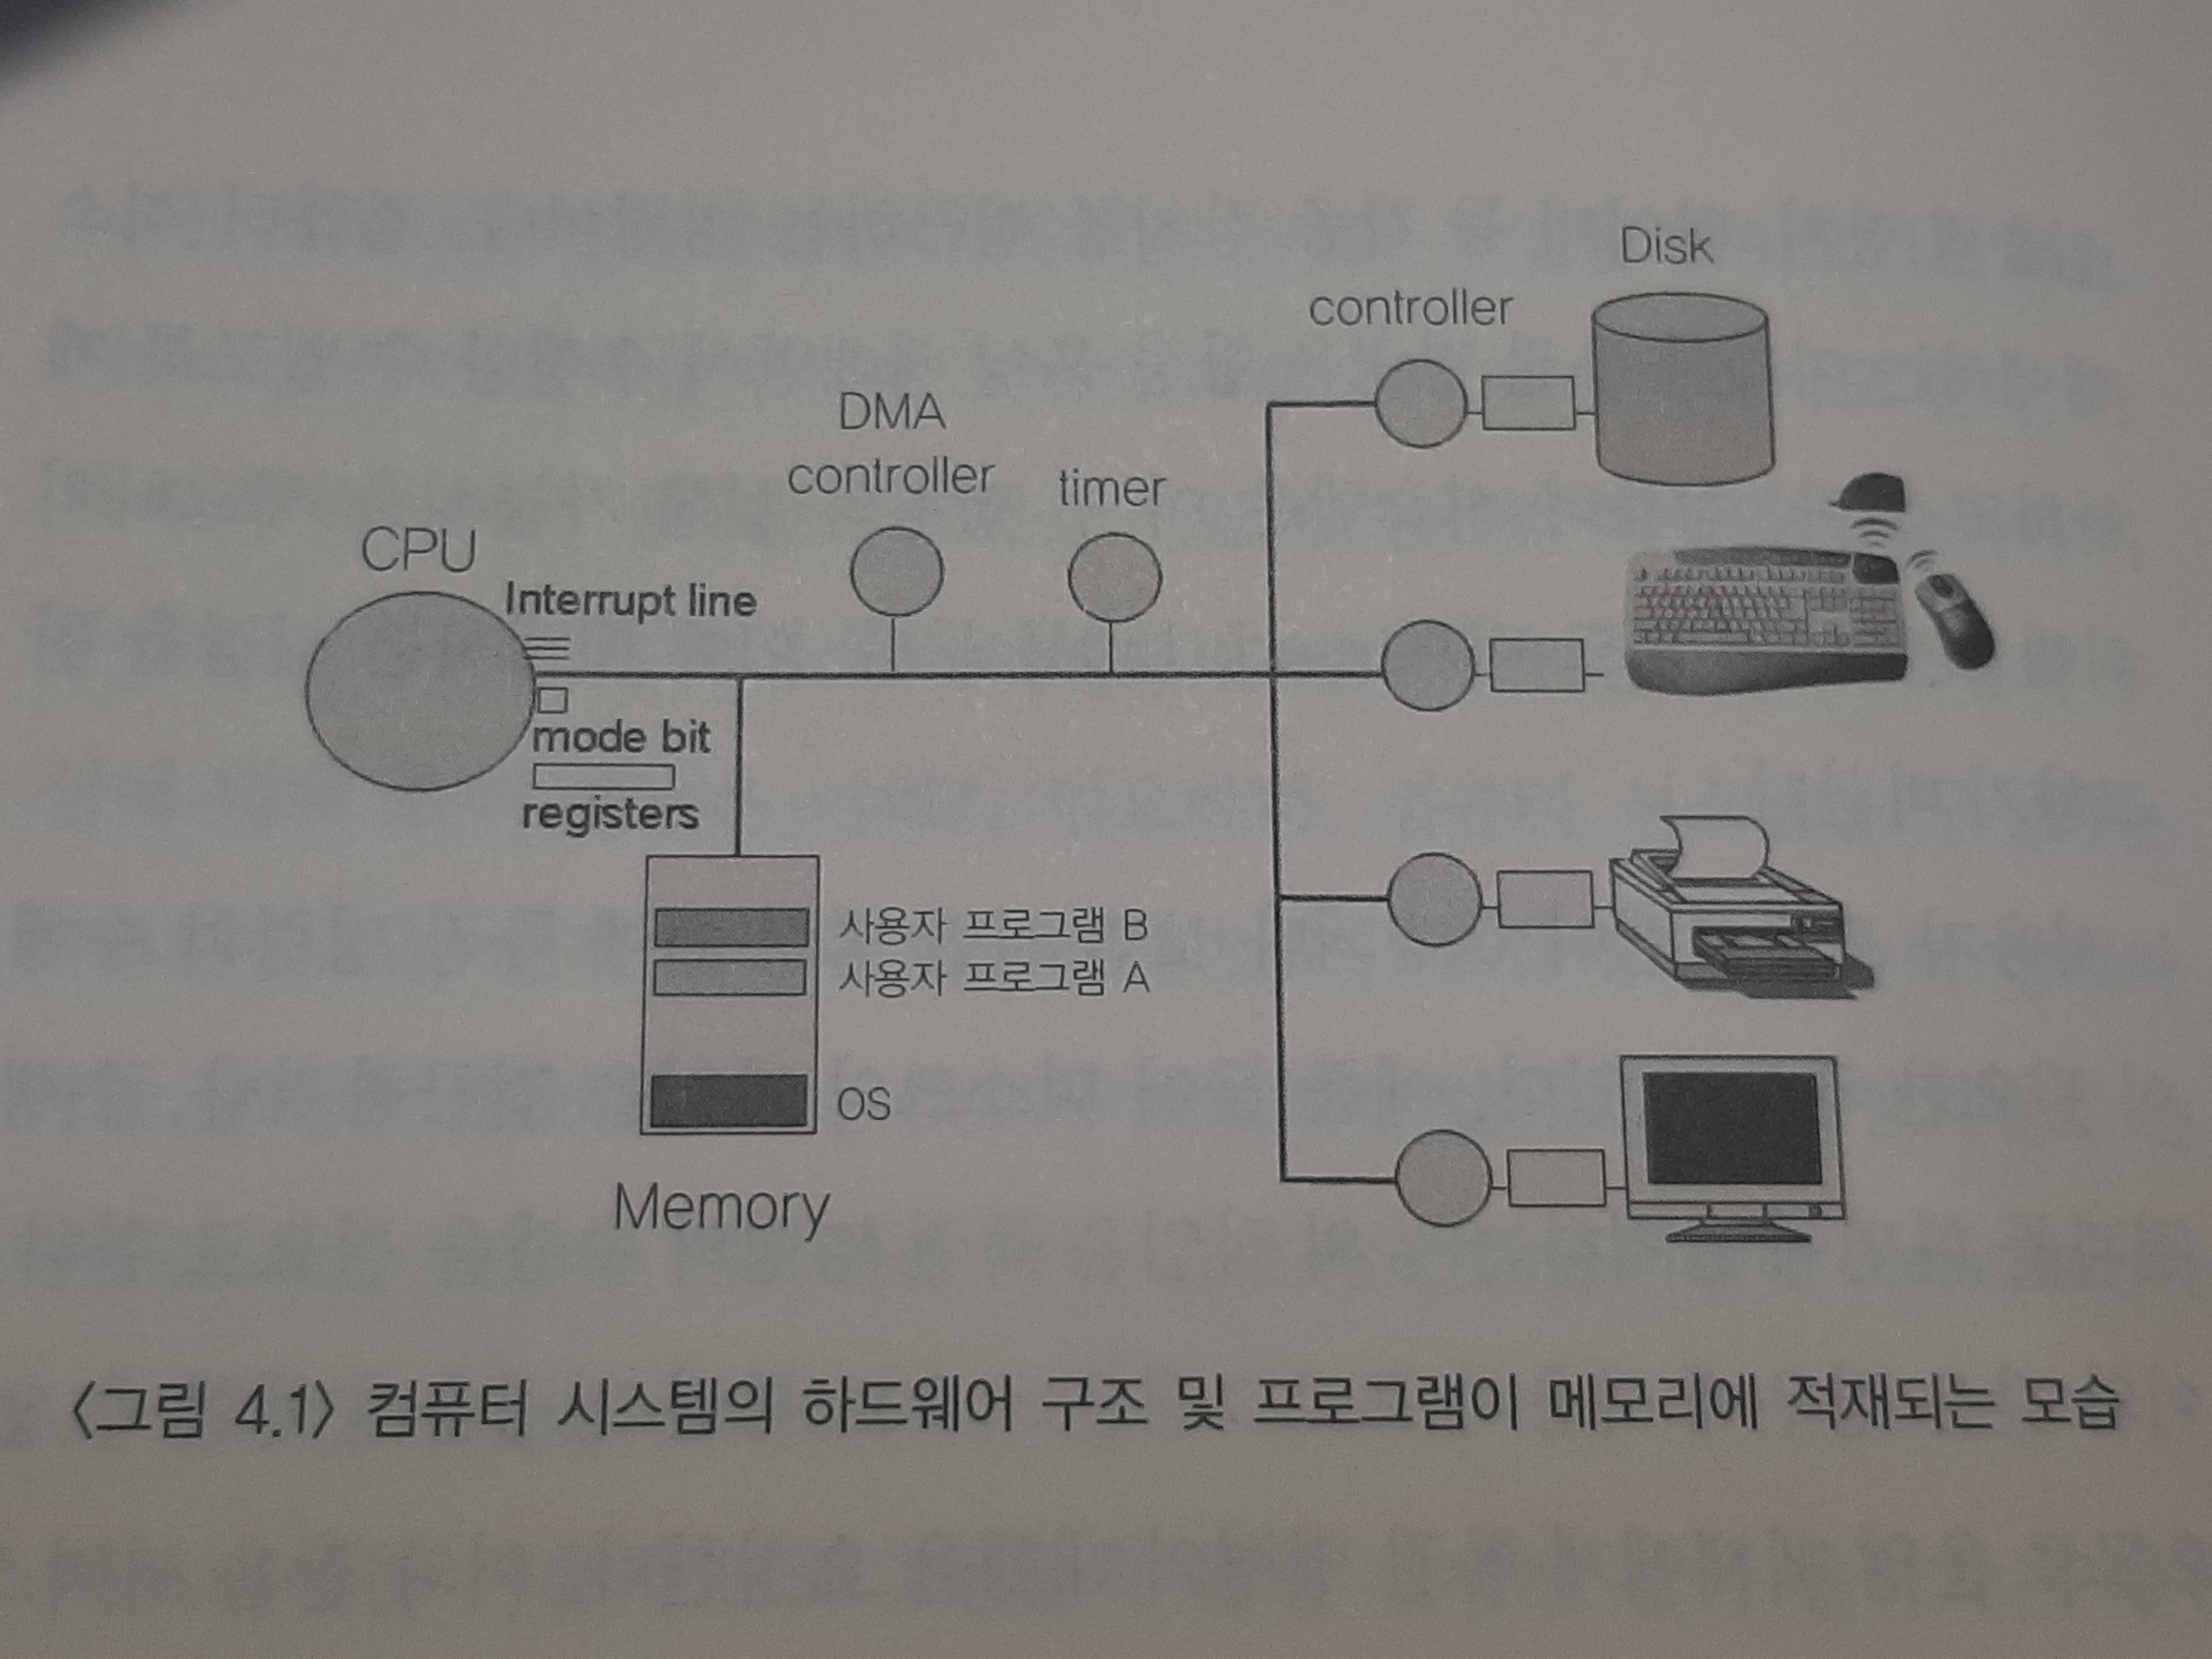 Disk
controller
DMA
controller
timer
CPU
Interrupt line
mode bit
registers
사용자 프로그램 B
사용자 프로그램 A
OS
Memory
〈그림 4.1〉 컴퓨터 시스템의 하드웨어 구조 및 프로그램이 메모리에 적재되는 모습